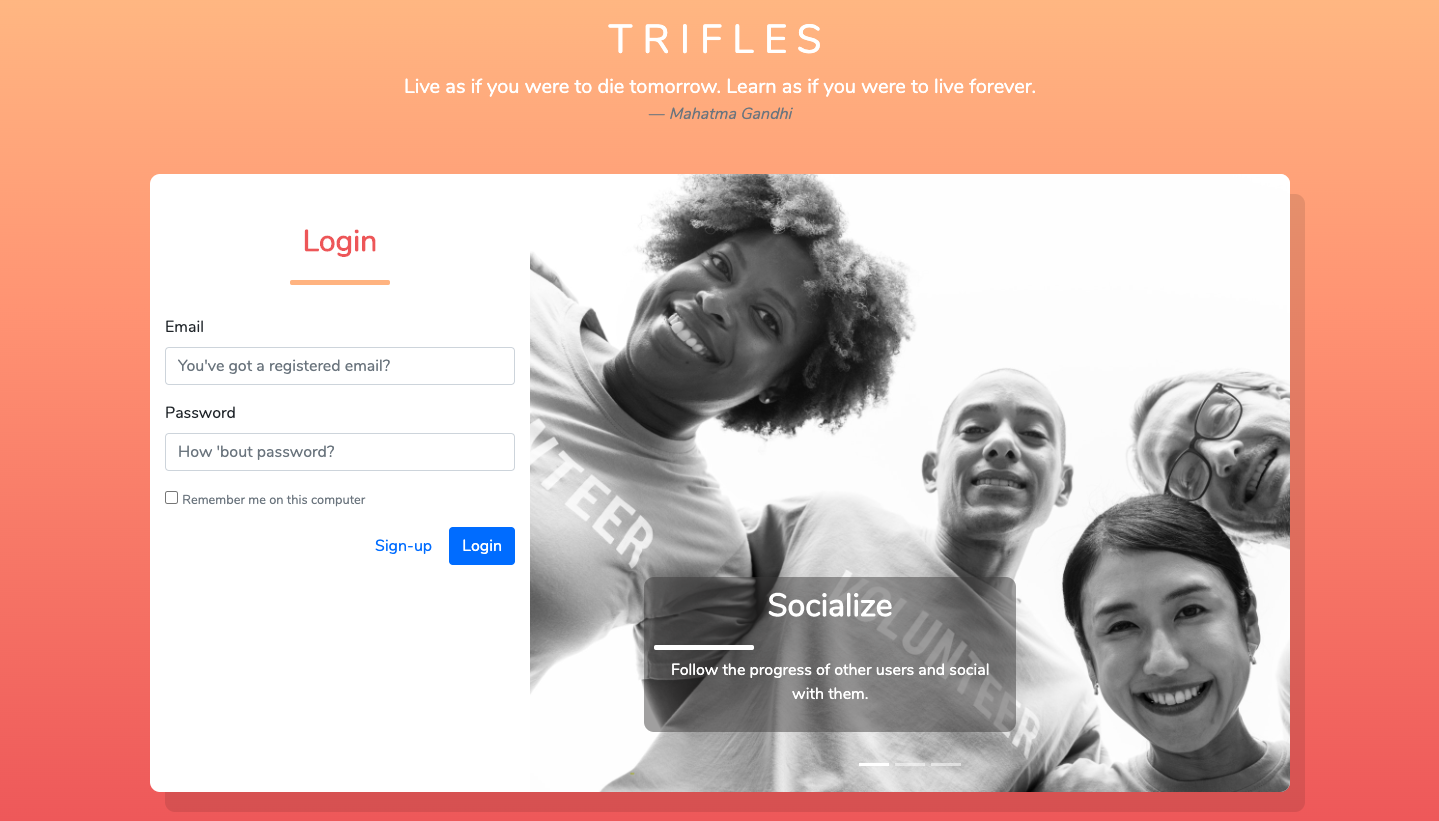 TRIFLES
Live as if you were to die tomorrow. Learn as if you were to live forever.
— Mahatma Gandhi
Login
Email
You've got a registered email?
Password
How 'bout password?
Remember me on this computer
Sign-up
Login
NTEER
VOLUNTEER
Socialize
Follow the progress of other users and social
with them.